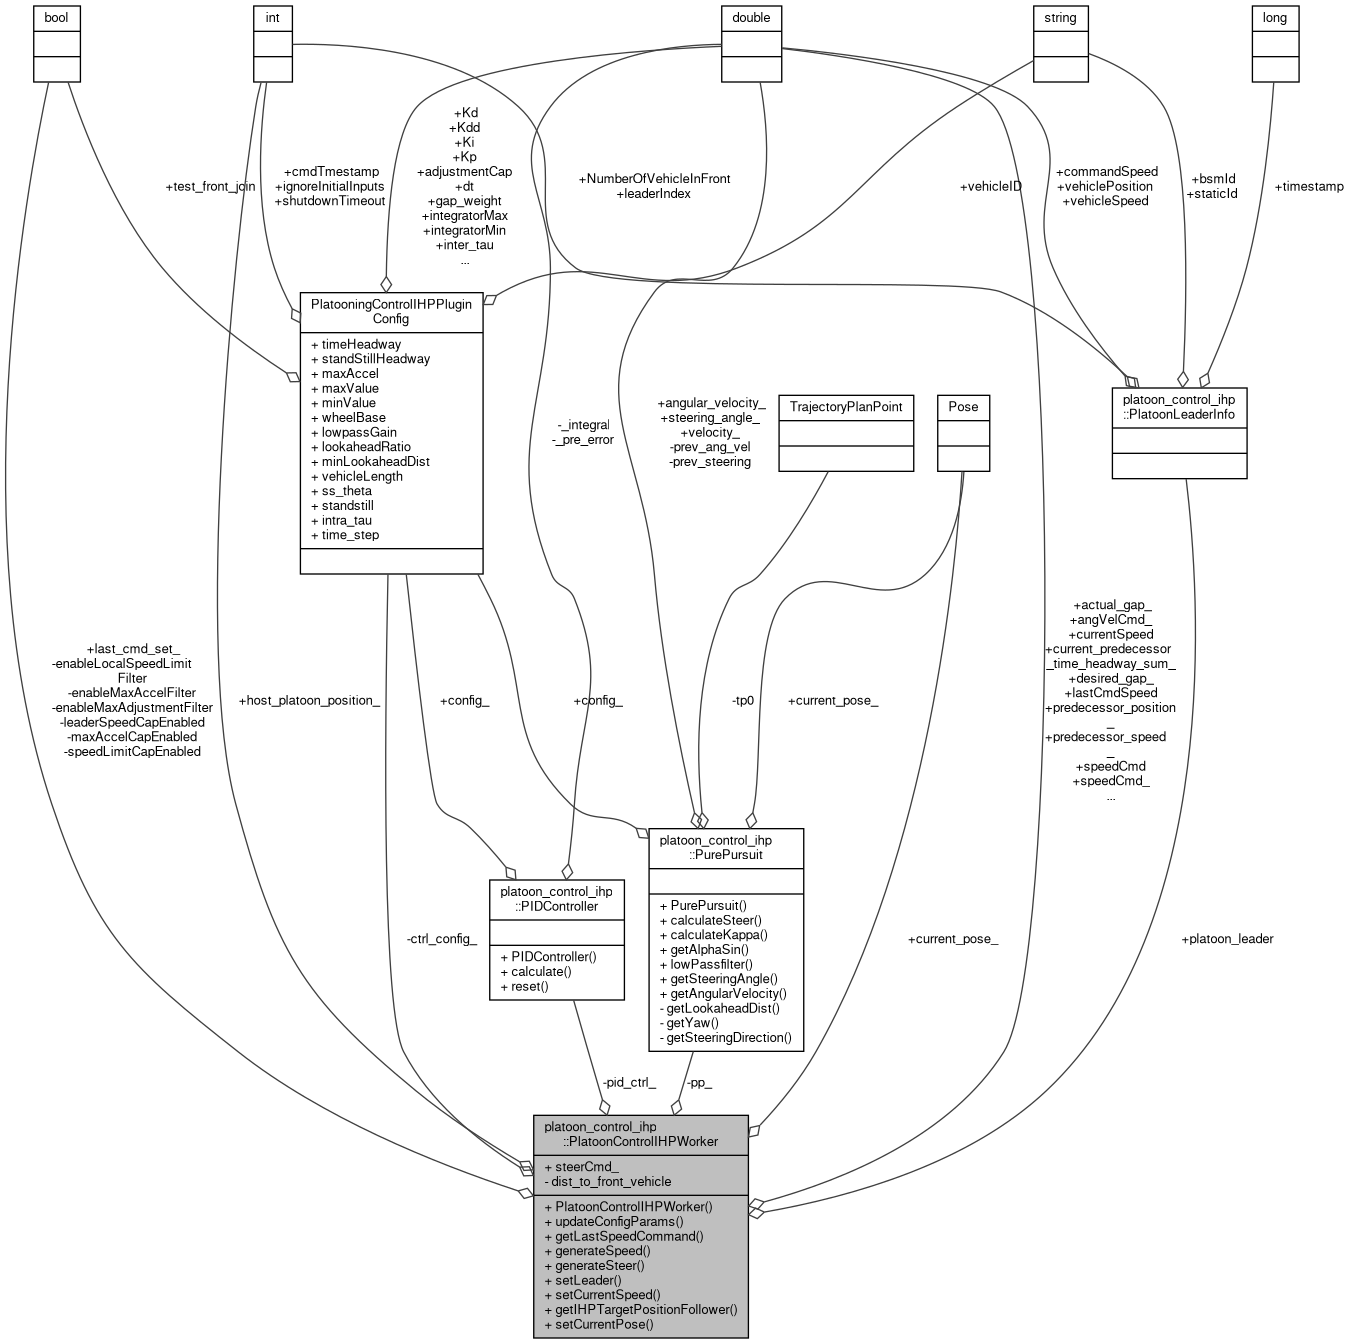 bool
int
double
string
long
+test_front_join
+cmdTmestamp
+ignoreInitialInputs
+shutdownTimeout
+Kd
+Kdd
+Ki
+Kp
+adjustmentCap
+dt
+gap_weight
+integratorMax
+integratorMin
+inter_tau
...
+NumberOfVehicleInFront
+leaderIndex
+vehicleID
+commandSpeed
+vehiclePosition
+vehicleSpeed
+bsmId
+staticId
+timestamp
PlatooningControlIHPPlugin
Config
+ timeHeadway
+ standStillHeadway
+ maxAccel
+ maxValue
+ minValue
+ wheelBase
+ lowpassGain
+ lookaheadRatio
+ minLookaheadDist
+ vehicleLength
+ ss_theta
+ standstill
+ intra_tau
+ time_step
-_integral
-_pre_error
+angular_velocity_
+steering_angle_
+velocity_
-prev_ang_vel
-prev_steering
TrajectoryPlanPoint
Pose
platoon_control_ihp
::PlatoonLeaderInfo
+last_cmd_set_
-enableLocalSpeedLimit
Filter
-enableMaxAccelFilter
-enableMaxAdjustmentFilter
-leaderSpeedCapEnabled
-maxAccelCapEnabled
-speedLimitCapEnabled
+host_platoon_position_
+config_
+config_
-tp0
+current_pose_
+actual_gap_
+angVelCmd_
+currentSpeed
+current_predecessor
_time_headway_sum_
+desired_gap_
+lastCmdSpeed
+predecessor_position
_
+predecessor_speed
_
+speedCmd
+speedCmd_
...
platoon_control_ihp
::PIDController
+ PIDController()
+ calculate()
+ reset()
platoon_control_ihp
::PurePursuit
+ PurePursuit()
+ calculateSteer()
+ calculateKappa()
+ getAlphaSin()
+ lowPassfilter()
+ getSteeringAngle()
+ getAngularVelocity()
- getLookaheadDist()
- getYaw()
- getSteeringDirection()
-ctrl_config_
+current_pose_
+platoon_leader
-pid_ctrl_
-pp_
platoon_control_ihp
::PlatoonControlIHPWorker
+ steerCmd_
- dist_to_front_vehicle
+ PlatoonControlIHPWorker()
+ updateConfigParams()
+ getLastSpeedCommand()
+ generateSpeed()
+ generateSteer()
+ setLeader()
+ setCurrentSpeed()
+ getIHPTargetPositionFollower()
+ setCurrentPose()